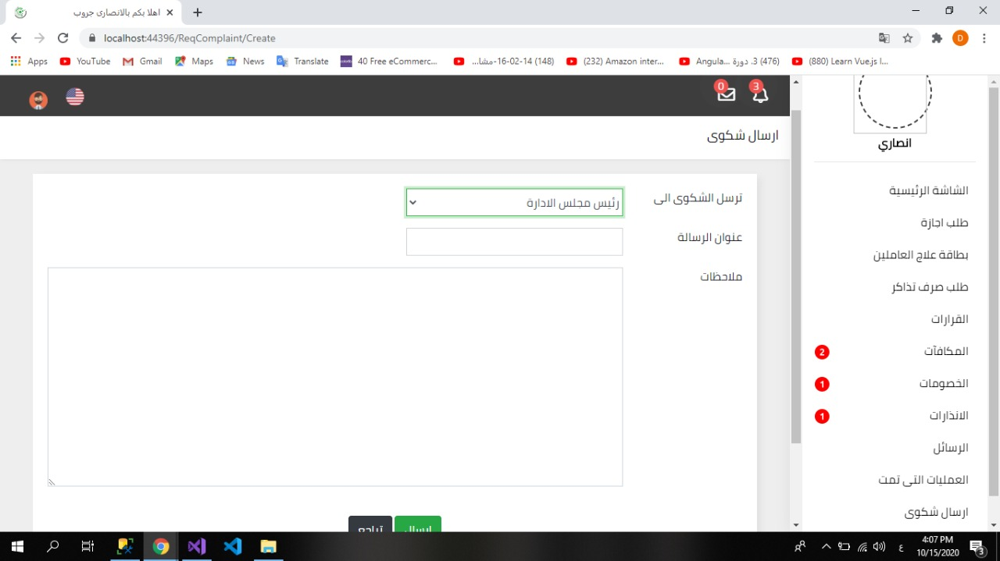 اهلا بكم بالانصارى جروب
localhost:44396/ReqComplaint/Create
D
Apps
YouTube
Gmail
Maps
News
Translate
40 Free eCommerc...
(148) 16-02-14-مشا...
(232) Amazon inter...
(476) 3. دورة Angula...
(880) Learn Vue.js l...
0
3
انصاري
ارسال شكوى
ترسل الشكوى الى
رئيس مجلس الادارة
عنوان الرسالة
ملاحظات
ارسال
تراجع
الشاشة الرئيسية
طلب اجازة
بطاقة علاج العاملين
طلب صرف تذاكر
القرارات
المكافآت
2
الخصومات
1
الانذارات
1
الرسائل
العمليات التى تمت
ارسال شكوى
ع
4:07 PM
10/15/2020
3